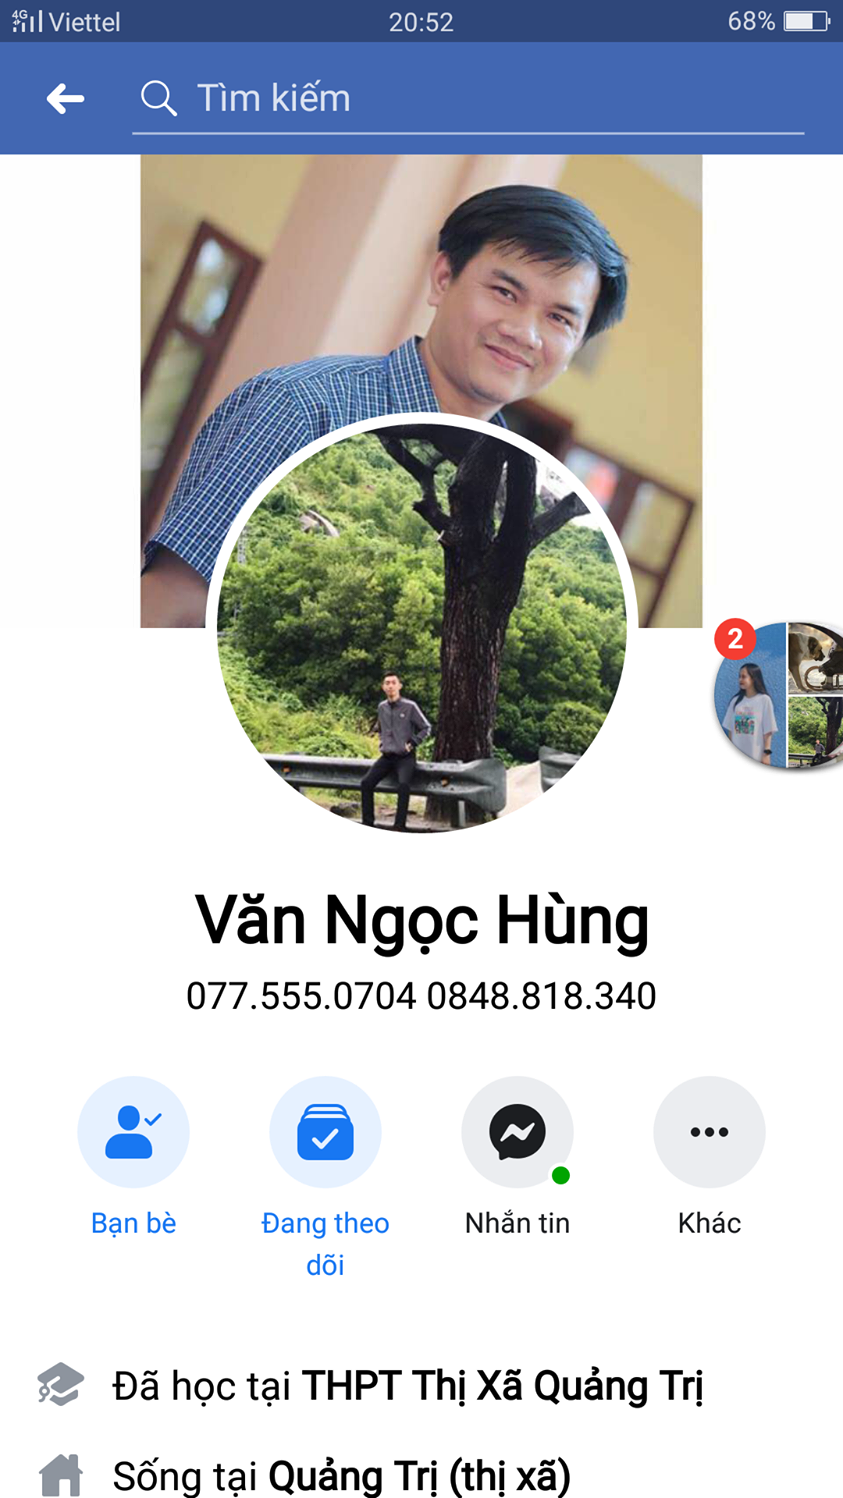 4G Viettel 20:52 68%
Tìm kiếm
2
Văn Ngọc Hùng
077.555.0704 0848.818.340
Bạn bè
Đang theo dõi
Nhắn tin
Khác
Đã học tại THPT Thị Xã Quảng Trị
Sống tại Quảng Trị (thị xã)